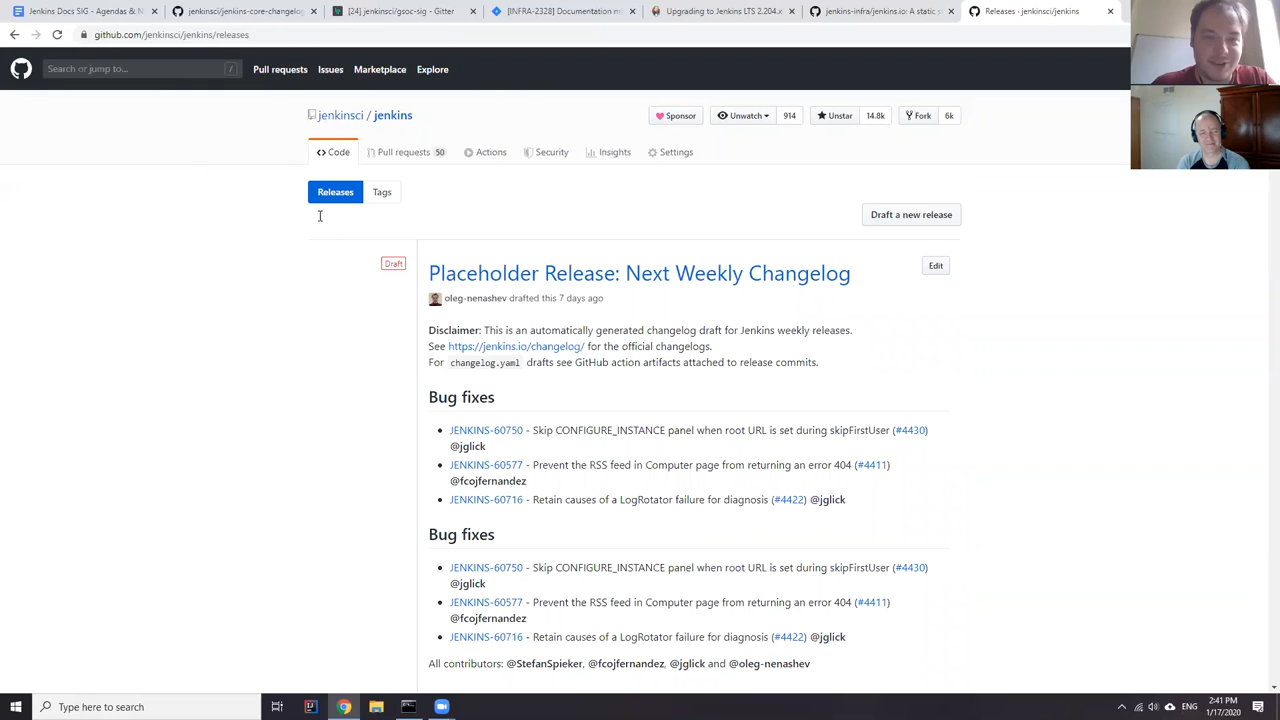 Jenkins Docs SIG - Agendas & N
jenkinsci/jenkins-core-changelog
[24] jenkinsci/gsoc-sig - Gitter
[INFRA-2328] Documentation mi
Upgrading to Jenkins LTS 2.204.x
jenkins-infra/jenkins.io: A static s
Releases · jenkinsci/jenkins
github.com/jenkinsci/jenkins/releases
Search or jump to...
/
Pull requests
Issues
Marketplace
Explore
jenkinsci / jenkins
Sponsor
Unwatch
914
Unstar
14.8k
Fork
6k
Code
Pull requests 50
Actions
Security
Insights
Settings
Releases
Tags
Draft a new release
Draft
Placeholder Release: Next Weekly Changelog
Edit
oleg-nenashev drafted this 7 days ago
Disclaimer: This is an automatically generated changelog draft for Jenkins weekly releases.
See https://jenkins.io/changelog/ for the official changelogs.
For changelog.yaml drafts see GitHub action artifacts attached to release commits.
Bug fixes
JENKINS-60750 - Skip CONFIGURE_INSTANCE panel when root URL is set during skipFirstUser (#4430)
@jglick
JENKINS-60577 - Prevent the RSS feed in Computer page from returning an error 404 (#4411)
@fcojfernandez
JENKINS-60716 - Retain causes of a LogRotator failure for diagnosis (#4422) @jglick
Bug fixes
JENKINS-60750 - Skip CONFIGURE_INSTANCE panel when root URL is set during skipFirstUser (#4430)
@jglick
JENKINS-60577 - Prevent the RSS feed in Computer page from returning an error 404 (#4411)
@fcojfernandez
JENKINS-60716 - Retain causes of a LogRotator failure for diagnosis (#4422) @jglick
All contributors: @StefanSpieker, @fcojfernandez, @jglick and @oleg-nenashev
Type here to search
ENG
2:41 PM
1/17/2020